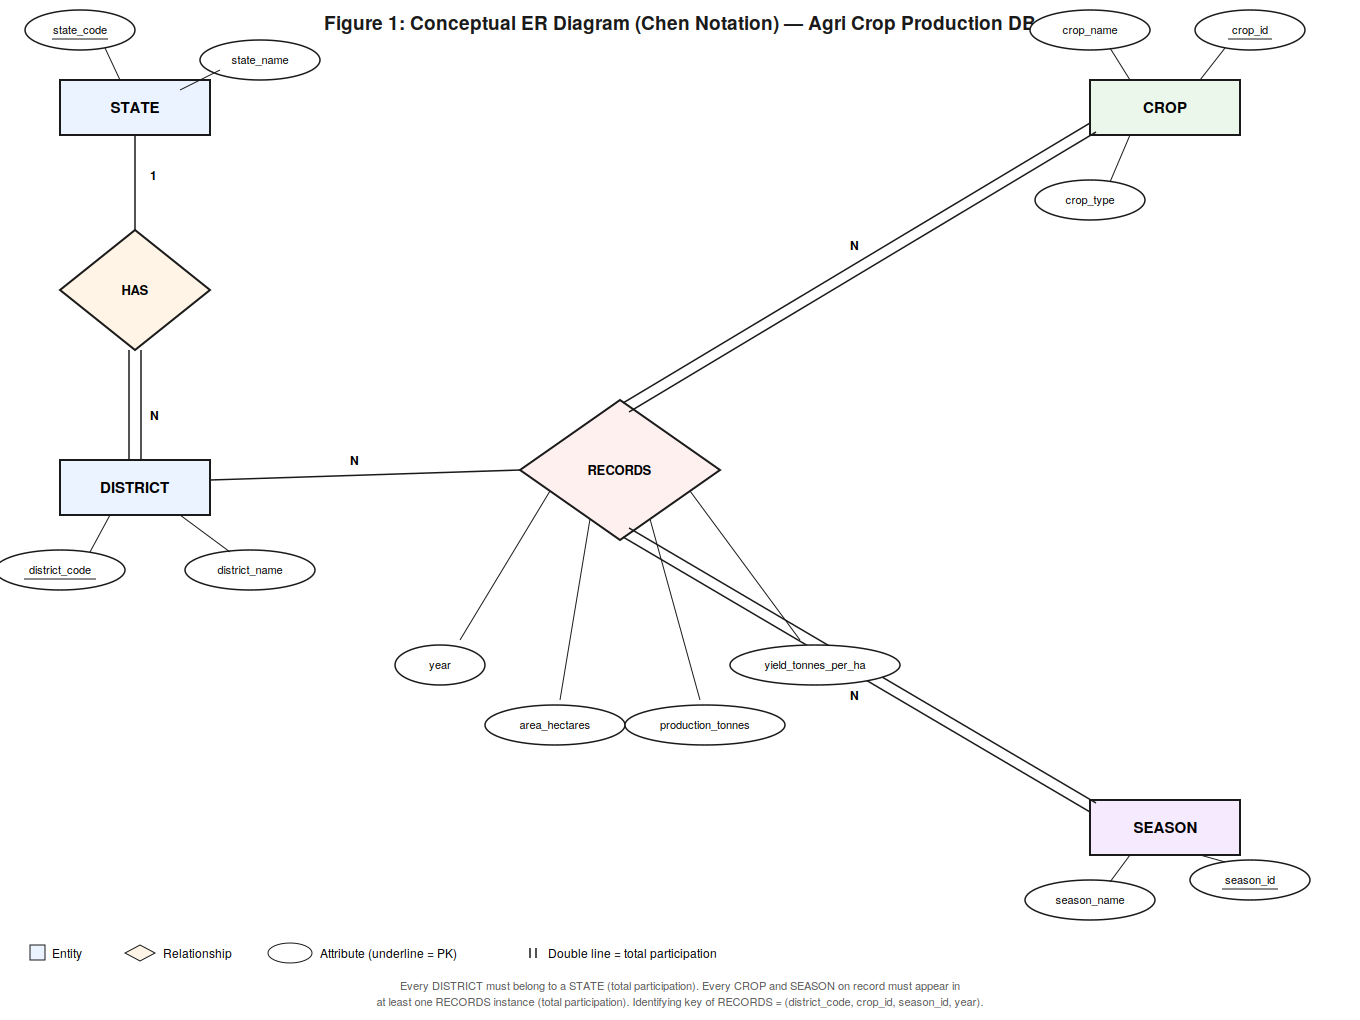 Figure 1: Conceptual ER Diagram (Chen Notation) — Agri Crop Production DB
state_code
state_name
crop_name
crop_id
STATE
CROP
1
crop_type
N
HAS
N
N
RECORDS
DISTRICT
district_code
district_name
year
yield_tonnes_per_ha
N
area_hectares
production_tonnes
SEASON
season_id
season_name
Entity
Relationship
Attribute (underline = PK)
Double line = total participation
Every DISTRICT must belong to a STATE (total participation). Every CROP and SEASON on record must appear in
at least one RECORDS instance (total participation). Identifying key of RECORDS = (district_code, crop_id, season_id, year).